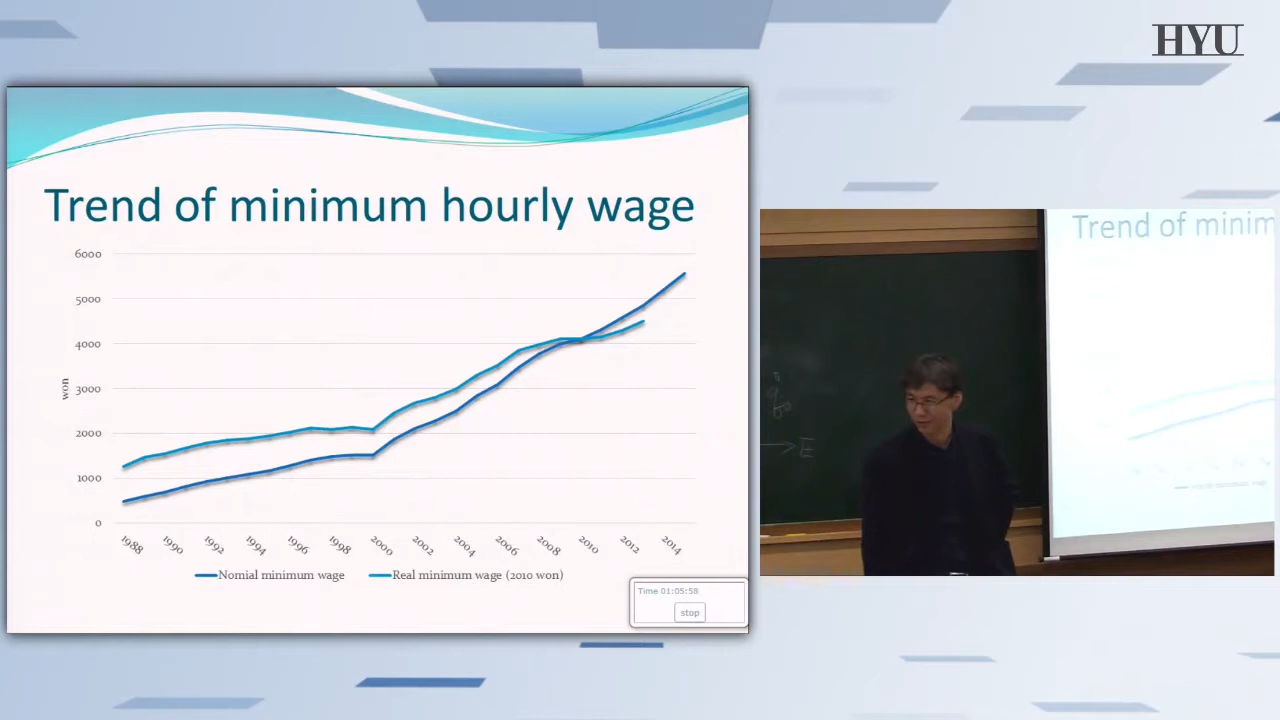 HYU
Trend of minimum hourly wage
6000
5000
4000
3000
2000
1000
0
won
1988 1990 1992 1994 1996 1998 2000 2002 2004 2006 2008 2010 2012 2014
Nomial minimum wage Real minimum wage (2010 won)
Time 01:05:58
stop
Trend of minim
E